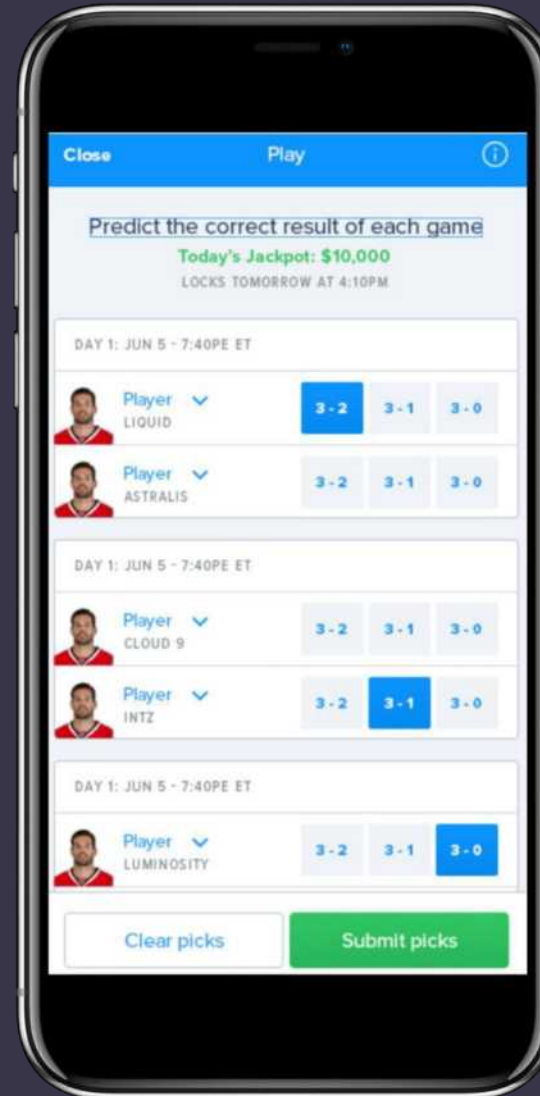 Close Play
Predict the correct result of each game
Today's Jackpot: $10,000
LOCKS TOMORROW AT 4:10PM
DAY 1: JUN 5 - 7:40PE ET
Player 3 - 2 3 - 1 3 - 0
LIQUID
Player 3 - 2 3 - 1 3 - 0
ASTRALIS
DAY 1: JUN 5 - 7:40PE ET
Player 3 - 2 3 - 1 3 - 0
CLOUD 9
Player 3 - 2 3 - 1 3 - 0
INTZ
DAY 1: JUN 5 - 7:40PE ET
Player 3 - 2 3 - 1 3 - 0
LUMINOSITY
Clear picks Submit picks